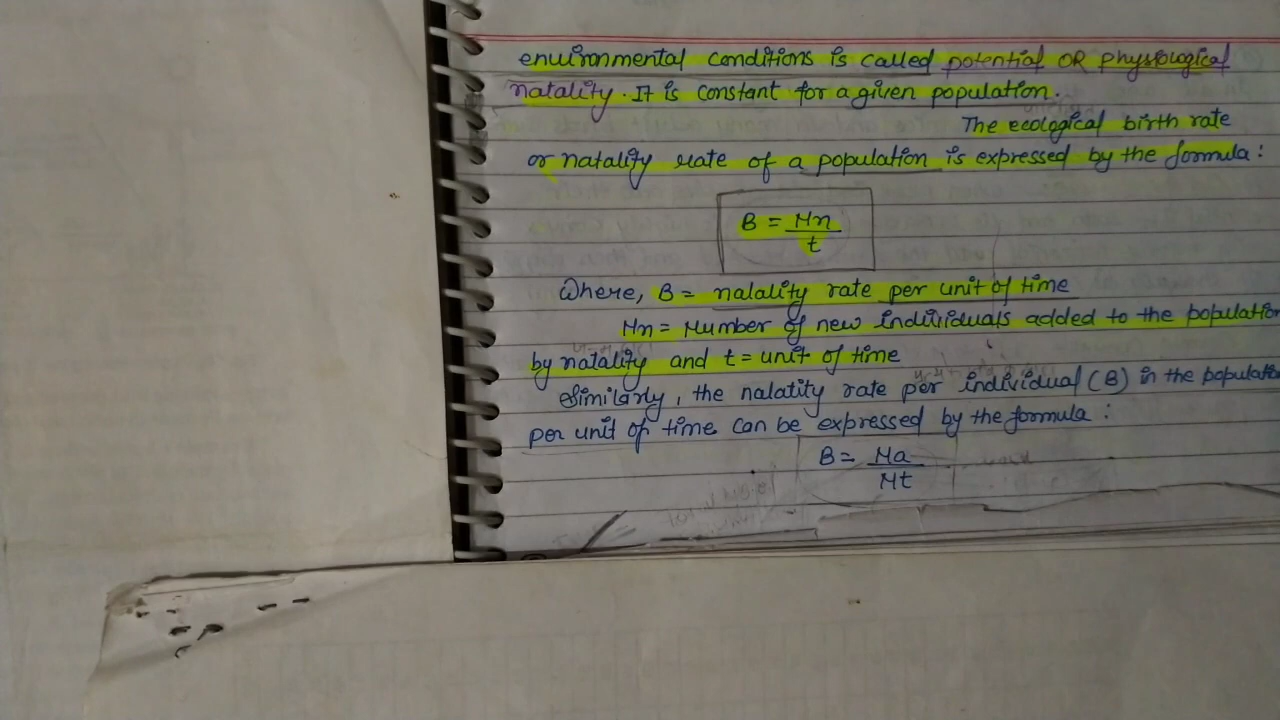 environmental conditions is called potential OR physiological
natality. It is constant for a given population.
The ecological birth rate
or natality rate of a population is expressed by the formula:
B = Nn
t
Where, B = nalality rate per unit of time
Nn = Number of new individuals added to the population
by natality and t = unit of time
Similarly, the nalatity rate per individual (B) in the populatio
per unit of time can be expressed by the formula:
B = Na
Nt